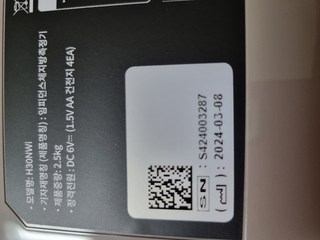 • 모델명: H30NWi
• 기자재명칭 (제품명칭) : 임피던스체지방측정기
• 제품중량: 2.5kg
• 정격전원 : DC 6V⎓ (1.5V AA 건전지 4EA)
SN : S424003287
: 2024-03-08